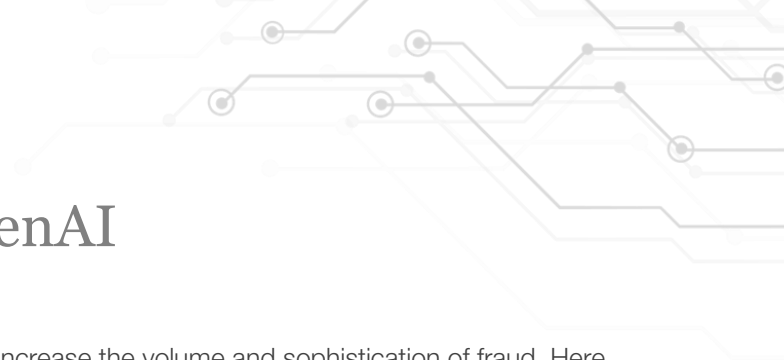 enAI
ncrease the volume and sophistication of fraud. Here